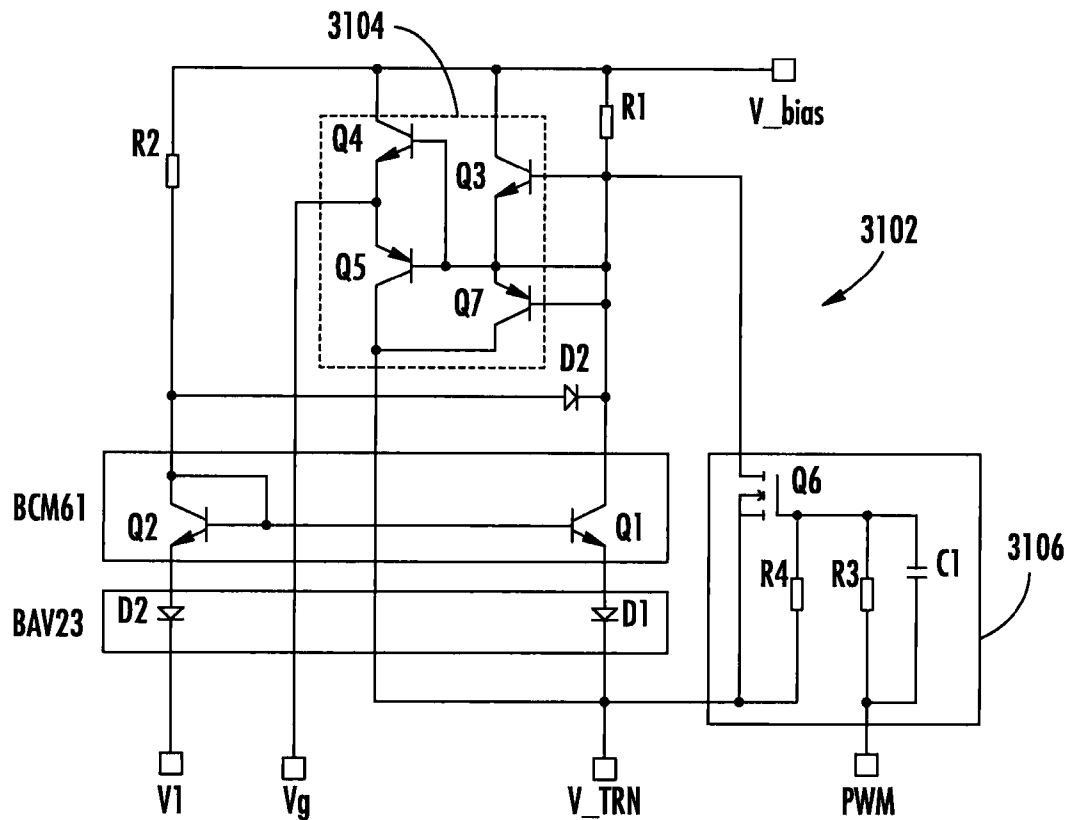 3104
V_bias
R1
R2
Q4
Q3
3102
Q5
Q7
D2
BCM61
Q2
Q1
Q6
3106
R4
R3
C1
BAV23
D2
D1
V1
Vg
V_TRN
PWM